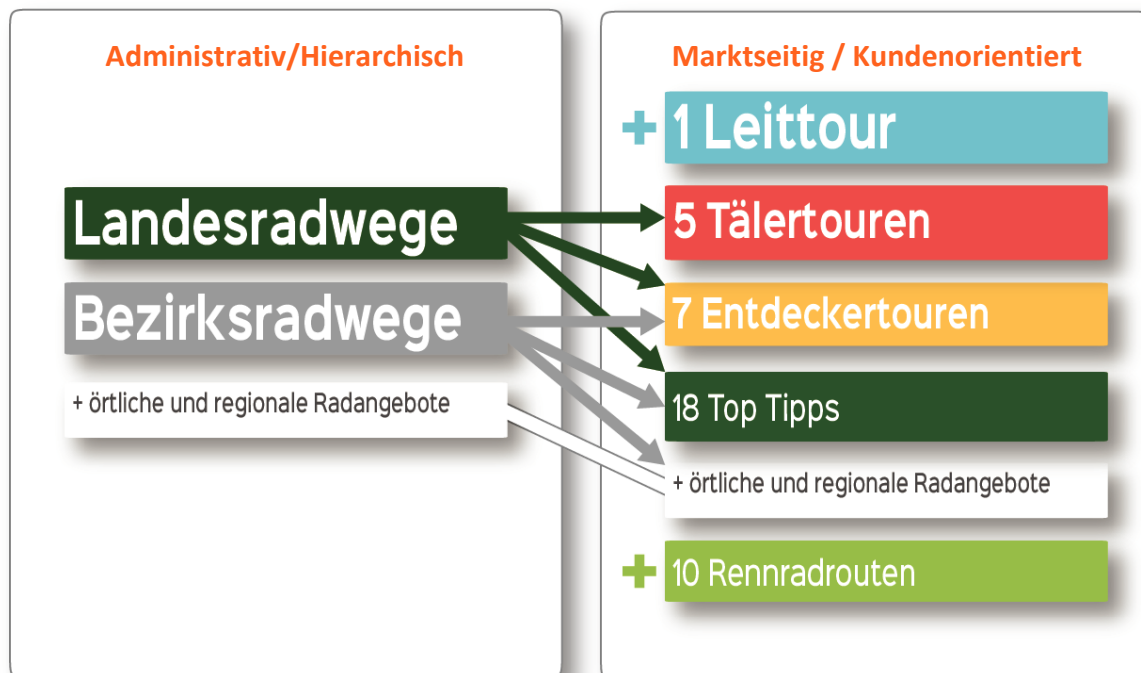 Administrativ/Hierarchisch
Landesradwege
Bezirksradwege
+ örtliche und regionale Radangebote
Marktseitig / Kundenorientiert
+ 1 Leittour
5 Tälertouren
7 Entdeckertouren
18 Top Tipps
+ örtliche und regionale Radangebote
+ 10 Rennradrouten